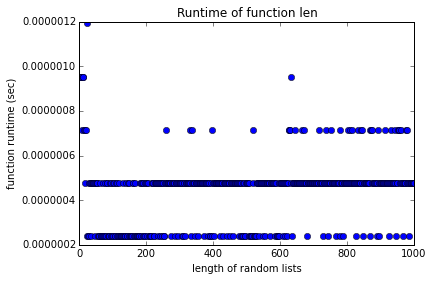 Runtime of function len
function runtime (sec)
0.0000012
0.0000010
0.0000008
0.0000006
0.0000004
0.0000002
0 200 400 600 800 1000
length of random lists